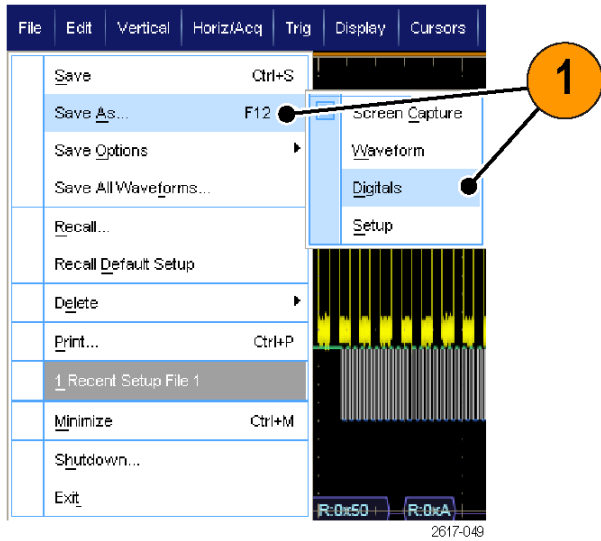 File Edit Vertical Horiz/Acq Trig Display Cursors
Save Ctrl+S
Save As... F12
Save Options
Save All Waveforms...
Recall...
Recall Default Setup
Delete
Print... Ctrl+P
1 Recent Setup File 1
Minimize Ctrl+M
Shutdown...
Exit
Screen Capture
Waveform
Digitals
Setup
1
R:0x50 R:0xA
2617-049